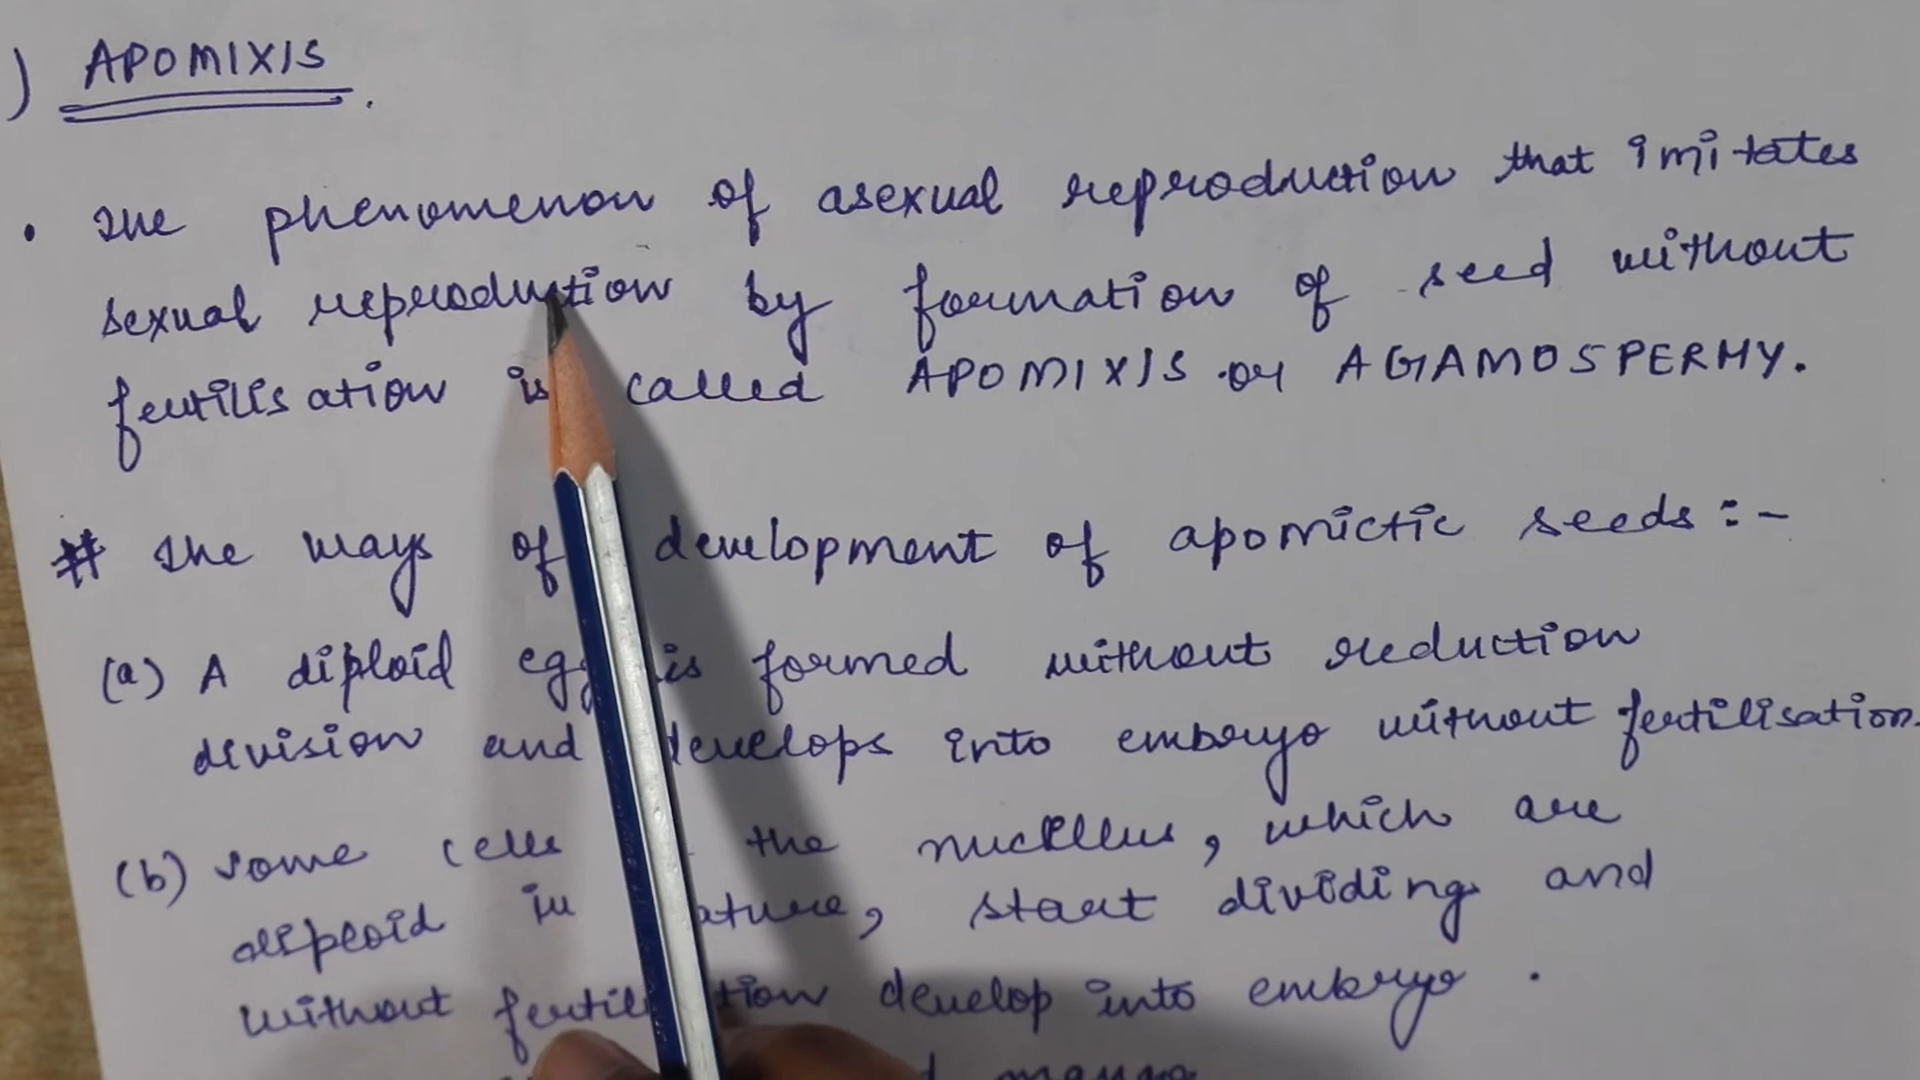 ) APOMIXIS.
• The phenomenon of asexual reproduction that imitates
sexual reproduction by formation of seed without
fertilisation is called APOMIXIS or AGAMOSPERMY.
# The ways of development of apomictic seeds :-
(a) A diploid egg is formed without reduction
division and develops into embryo without fertilisation.
(b) Some cells the nucellus, which are
diploid in nature, start dividing and
without fertilisation develop into embryo.